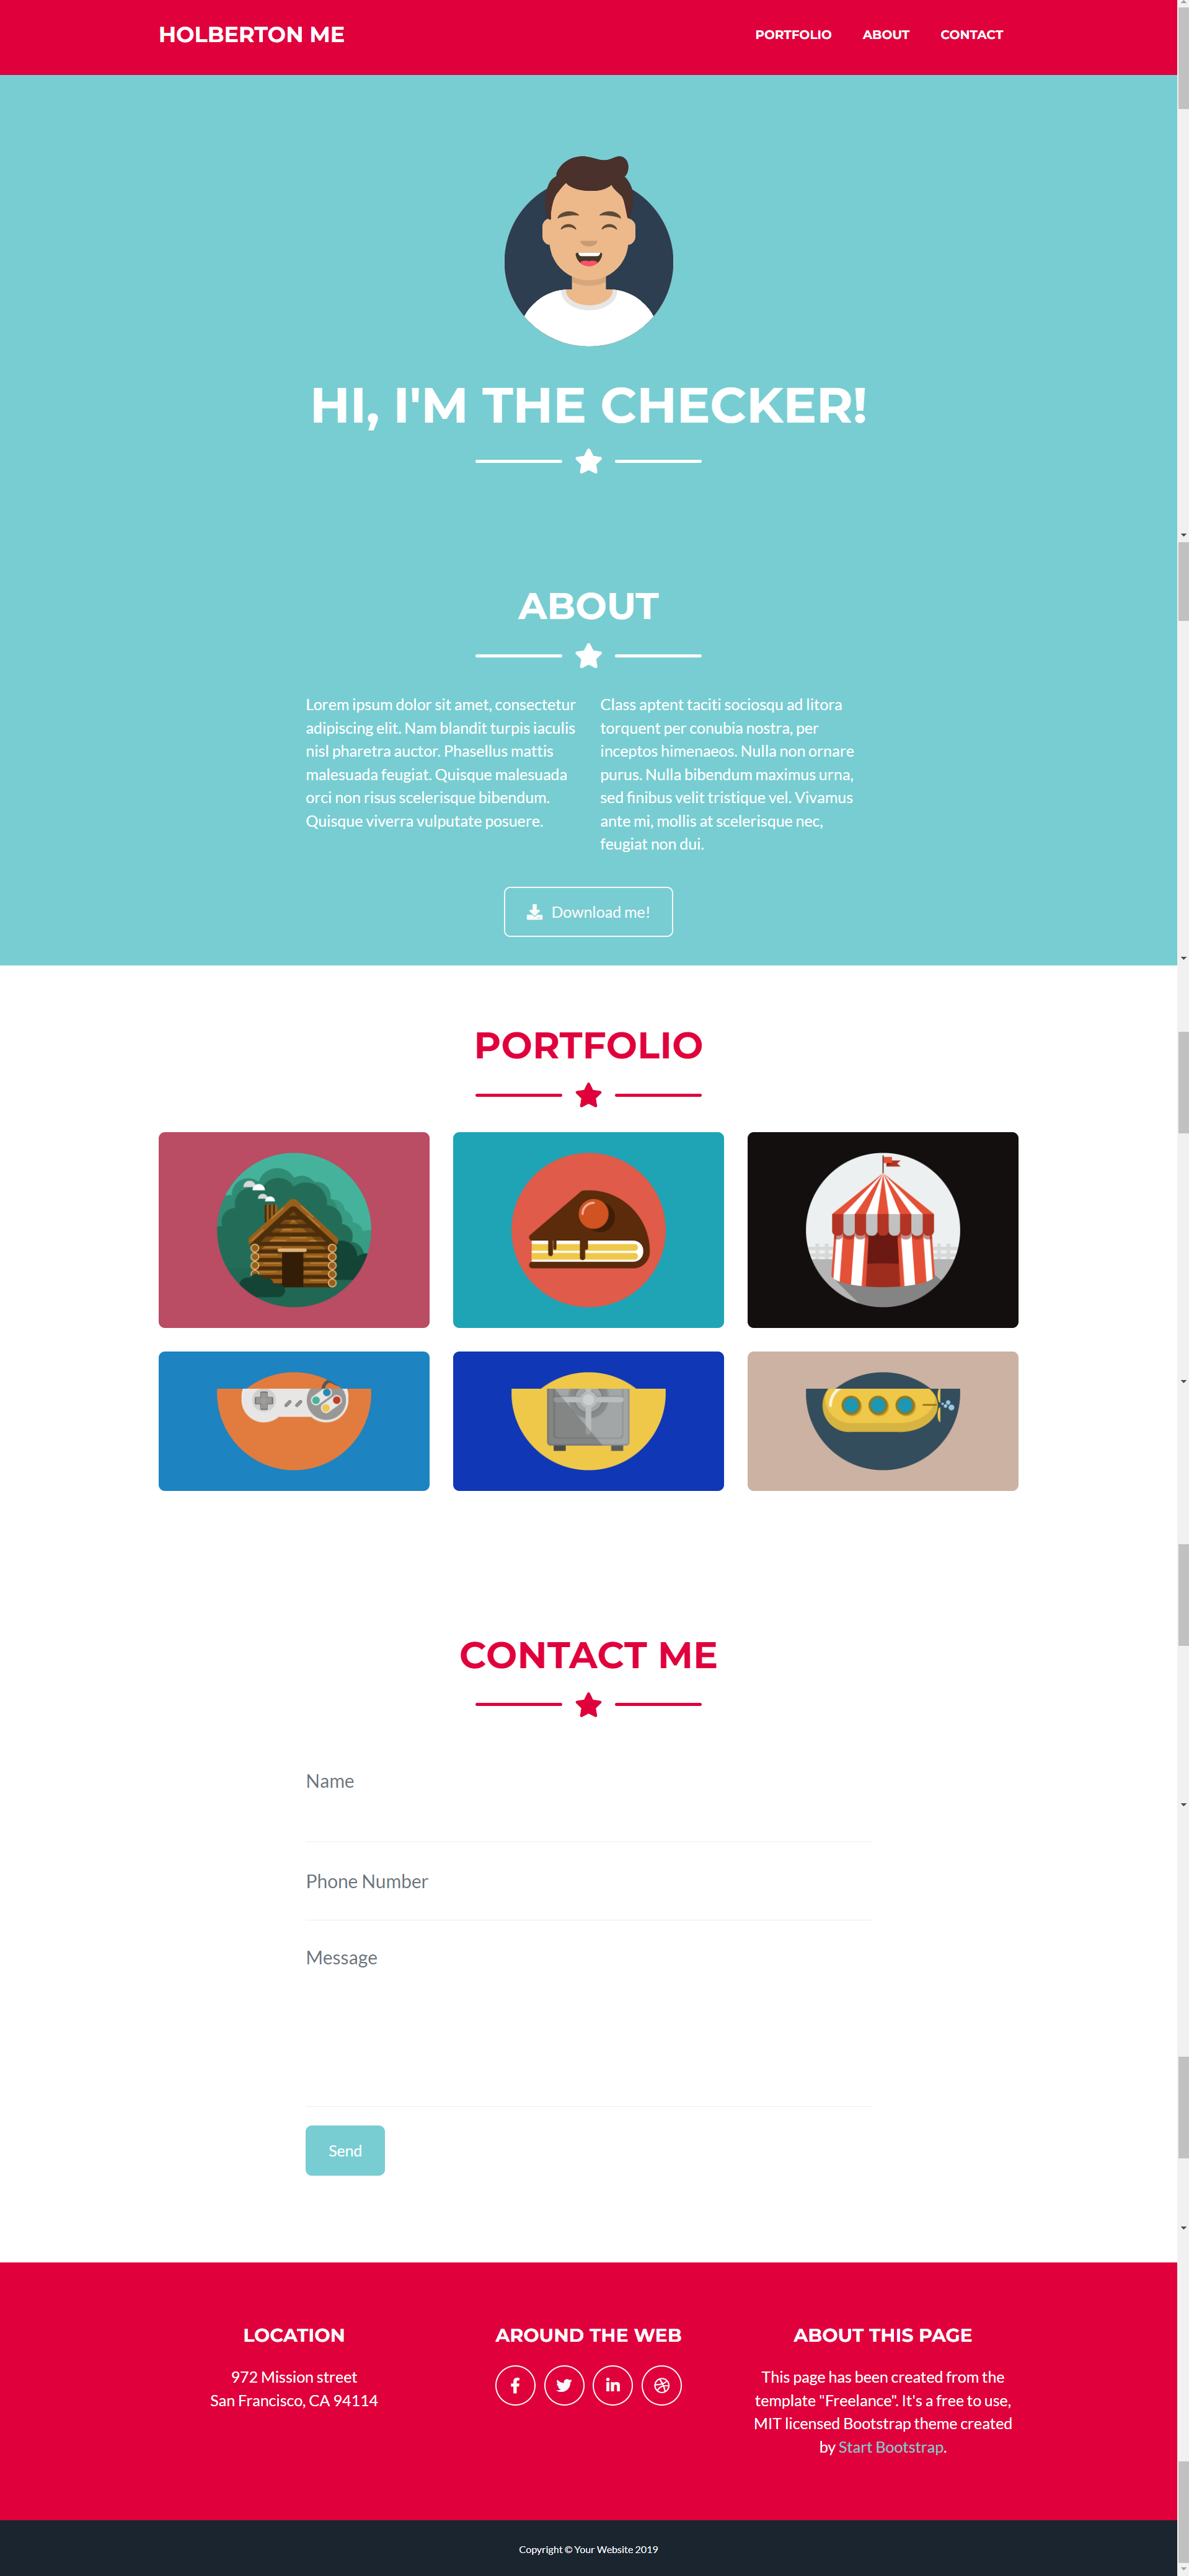 HOLBERTON ME
PORTFOLIO ABOUT CONTACT
HI, I'M THE CHECKER!
ABOUT
Lorem ipsum dolor sit amet, consectetur
adipiscing elit. Nam blandit turpis iaculis
nisl pharetra auctor. Phasellus mattis
malesuada feugiat. Quisque malesuada
orci non risus scelerisque bibendum.
Quisque viverra vulputate posuere.
Class aptent taciti sociosqu ad litora
torquent per conubia nostra, per
inceptos himenaeos. Nulla non ornare
purus. Nulla bibendum maximus urna,
sed finibus velit tristique vel. Vivamus
ante mi, mollis at scelerisque nec,
feugiat non dui.
Download me!
PORTFOLIO
CONTACT ME
Name
Phone Number
Message
Send
LOCATION
972 Mission street
San Francisco, CA 94114
AROUND THE WEB
ABOUT THIS PAGE
This page has been created from the
template "Freelance". It's a free to use,
MIT licensed Bootstrap theme created
by Start Bootstrap.
Copyright © Your Website 2019